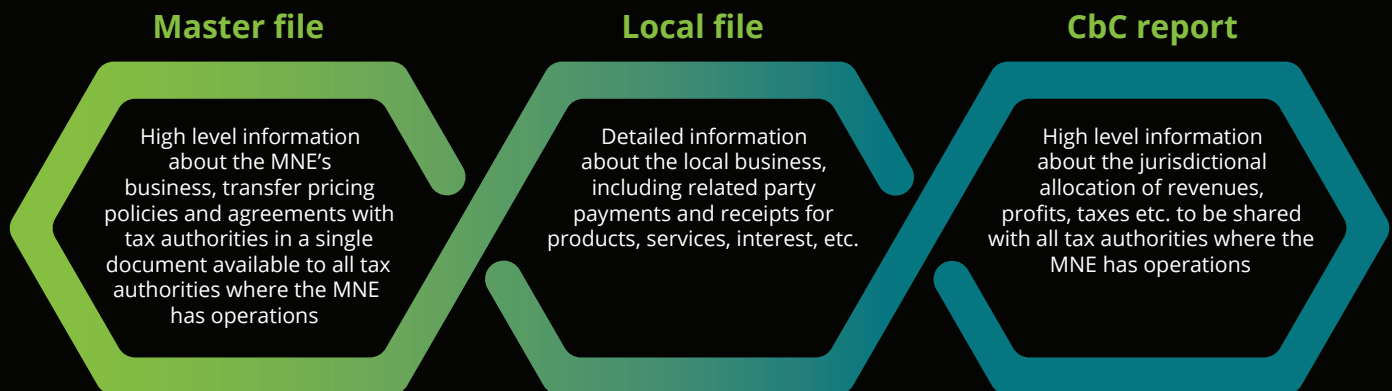 Master file
High level information
about the MNE's
business, transfer pricing
policies and agreements with
tax authorities in a single
document available to all tax
authorities where the MNE
has operations
Local file
Detailed information
about the local business,
including related party
payments and receipts for
products, services, interest, etc.
CbC report
High level information
about the jurisdictional
allocation of revenues,
profits, taxes etc. to be shared
with all tax authorities where the
MNE has operations